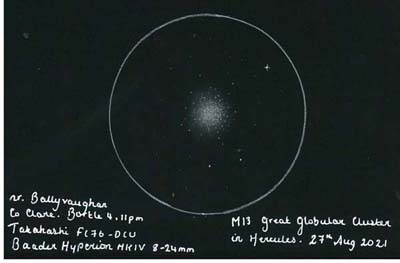 nr. Ballyvaughan
Co Clare. Bortle 4, 11pm
Takahashi FC76-DCU
Baader Hyperion MKIV 8-24mm
M13 Great Globular Cluster
in Hercules. 27th Aug 2021